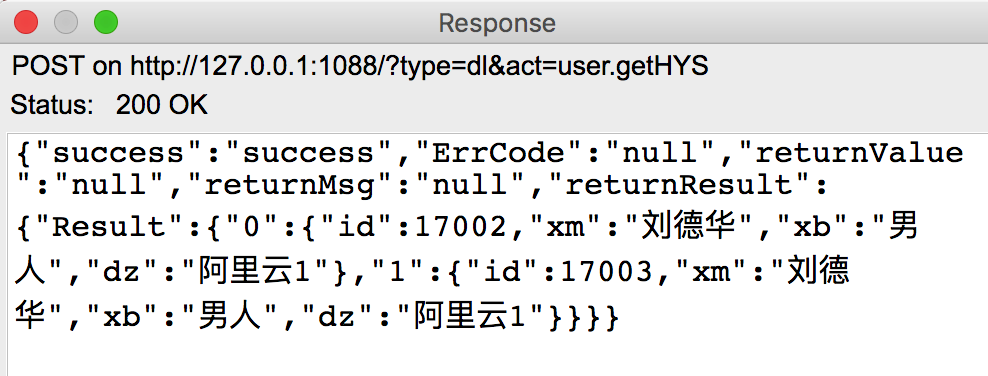 Response
POST on http://127.0.0.1:1088/?type=dl&act=user.getHYS
Status: 200 OK
{"success":"success","ErrCode":"null","returnValue
":"null","returnMsg":"null","returnResult":
{"Result":{"0":{"id":17002,"xm":"刘德华","xb":"男
人","dz":"阿里云1"},"1":{"id":17003,"xm":"刘德
华","xb":"男人","dz":"阿里云1"}}}}